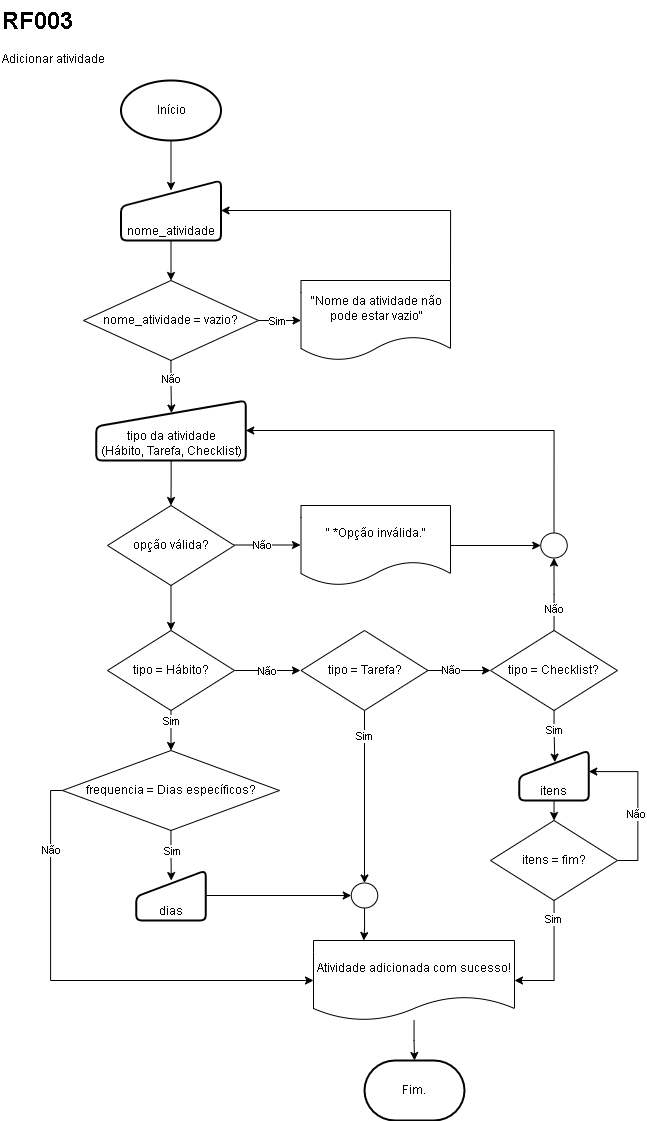 RF003
Adicionar atividade
Início
nome_atividade
nome_atividade = vazio?
Sim
"Nome da atividade não
pode estar vazio"
Não
tipo da atividade
(Hábito, Tarefa, Checklist)
opção válida?
Não
" *Opção inválida."
Não
tipo = Hábito?
Não
tipo = Tarefa?
Não
tipo = Checklist?
Sim
Sim
Sim
frequencia = Dias específicos?
itens
Não
Não
Sim
itens = fim?
dias
Sim
Atividade adicionada com sucesso!
Fim.